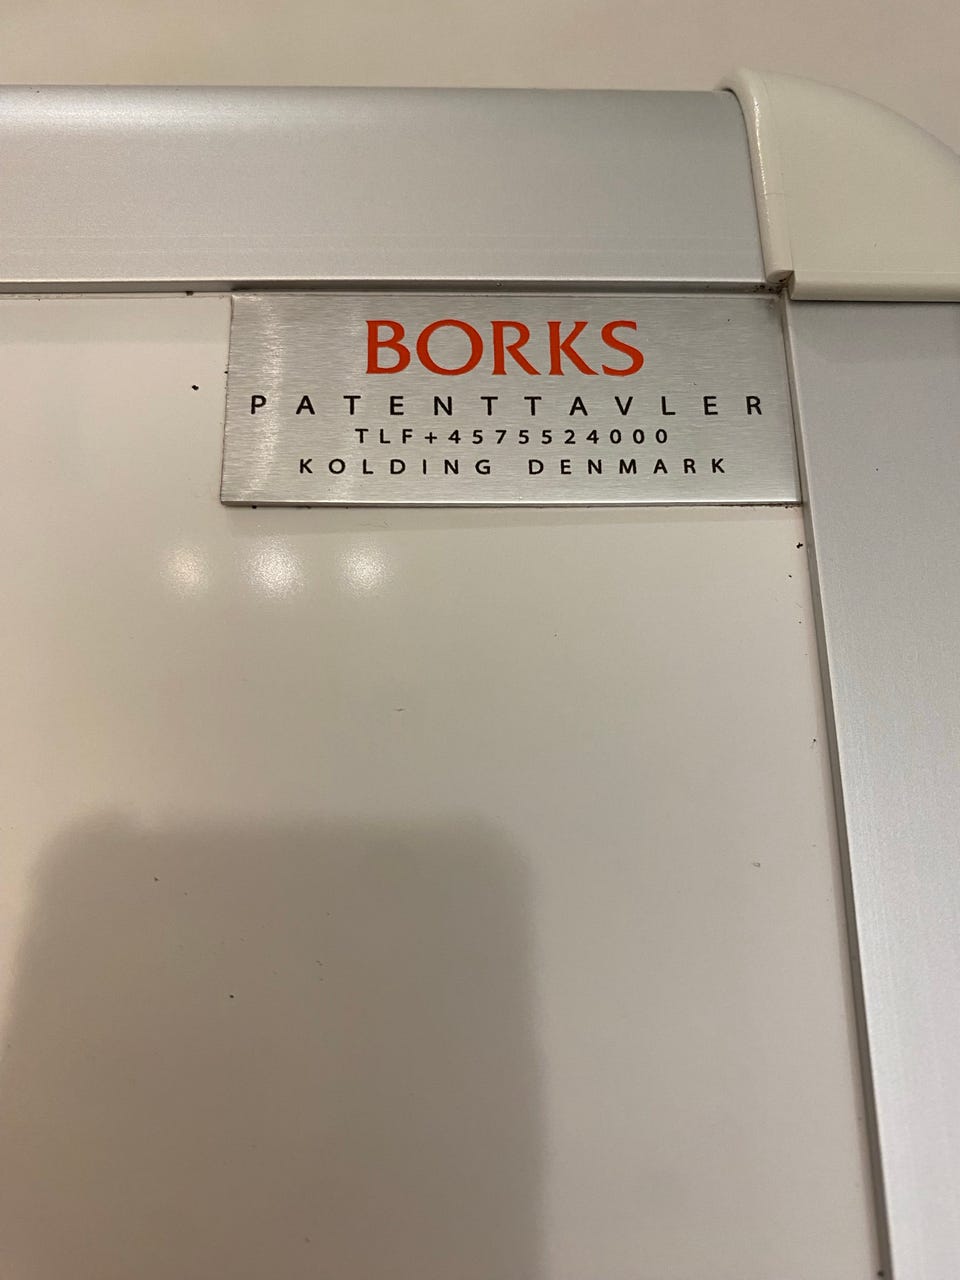 BORKS
PATENTTAVLER
TLF+4575524000
KOLDING DENMARK